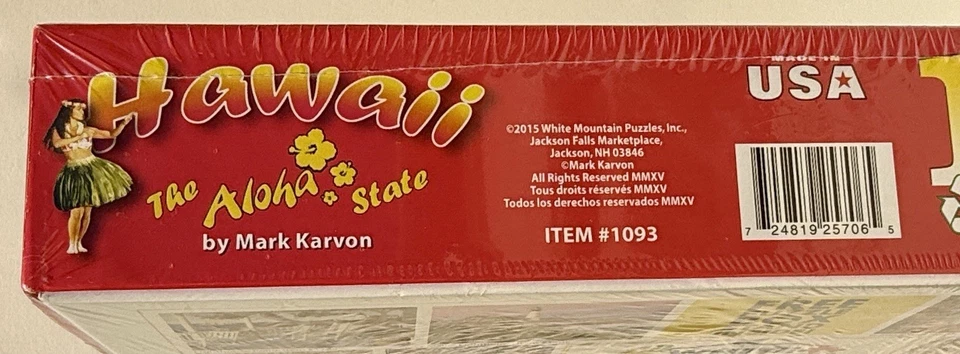 Hawaii
The Aloha State
by Mark Karvon
©2015 White Mountain Puzzles, Inc.,
Jackson Falls Marketplace,
Jackson, NH 03846
©Mark Karvon
All Rights Reserved MMXV
Tous droits réservés MMXV
Todos los derechos reservados MMXV
ITEM #1093
MADE IN
USA
7 24819 25706 5